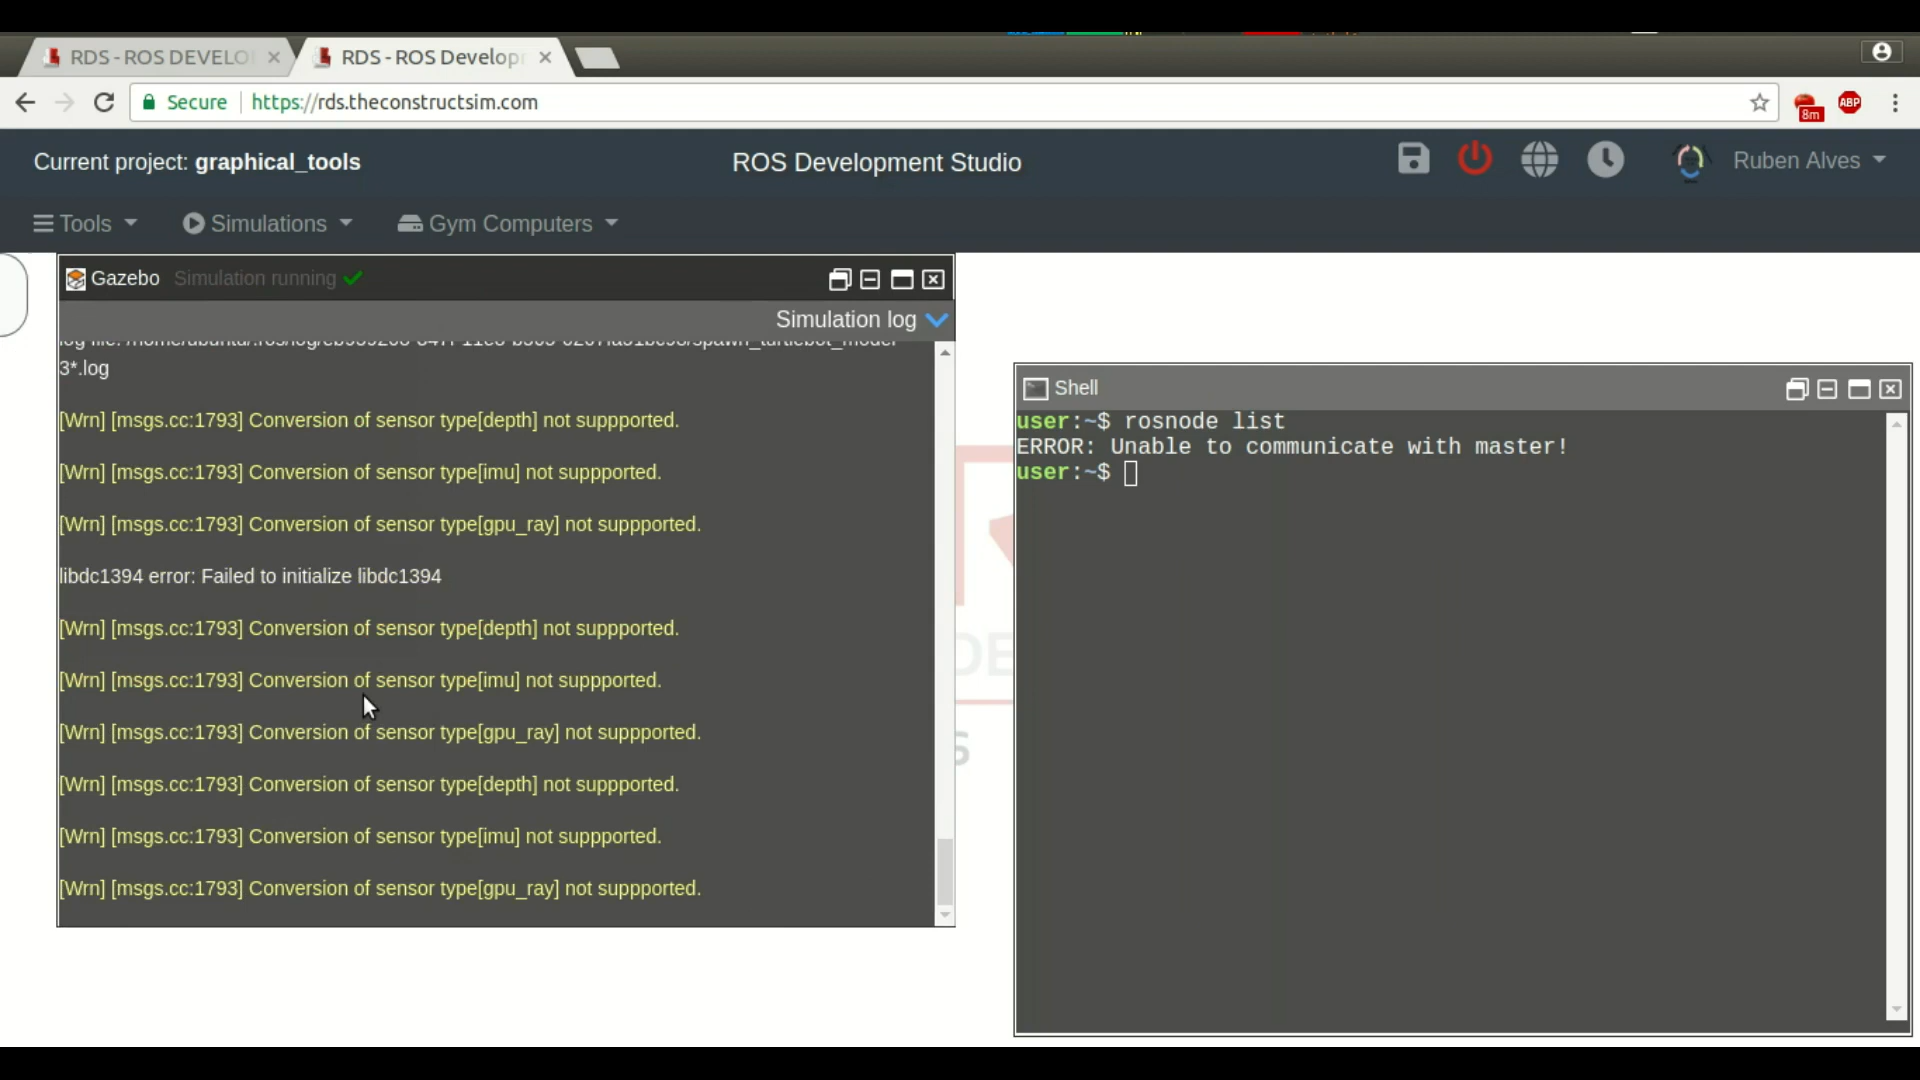 RDS - ROS DEVELO
RDS - ROS Develop
Secure
https://rds.theconstructsim.com
8m
ABP
Current project: graphical_tools
ROS Development Studio
Ruben Alves
Tools
Simulations
Gym Computers
Gazebo
Simulation running
Simulation log
3*.log
[Wrn] [msgs.cc:1793] Conversion of sensor type[depth] not suppported.
[Wrn] [msgs.cc:1793] Conversion of sensor type[imu] not suppported.
[Wrn] [msgs.cc:1793] Conversion of sensor type[gpu_ray] not suppported.
libdc1394 error: Failed to initialize libdc1394
[Wrn] [msgs.cc:1793] Conversion of sensor type[depth] not suppported.
[Wrn] [msgs.cc:1793] Conversion of sensor type[imu] not suppported.
[Wrn] [msgs.cc:1793] Conversion of sensor type[gpu_ray] not suppported.
[Wrn] [msgs.cc:1793] Conversion of sensor type[depth] not suppported.
[Wrn] [msgs.cc:1793] Conversion of sensor type[imu] not suppported.
[Wrn] [msgs.cc:1793] Conversion of sensor type[gpu_ray] not suppported.
Shell
user:~$ rosnode list
ERROR: Unable to communicate with master!
user:~$
DE
S